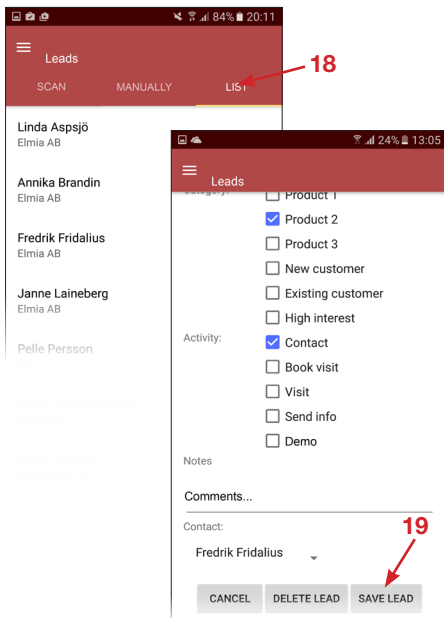 84% 20:11
Leads
SCAN MANUALLY LIST
18
Linda Aspsjö
Elmia AB
Annika Brandin
Elmia AB
Fredrik Fridalius
Elmia AB
Janne Laineberg
Elmia AB
Pelle Persson
24% 13:05
Leads
Category:
Product 1
Product 2
Product 3
New customer
Existing customer
High interest
Activity:
Contact
Book visit
Visit
Send info
Demo
Notes
Comments...
Contact:
19
Fredrik Fridalius
CANCEL DELETE LEAD SAVE LEAD